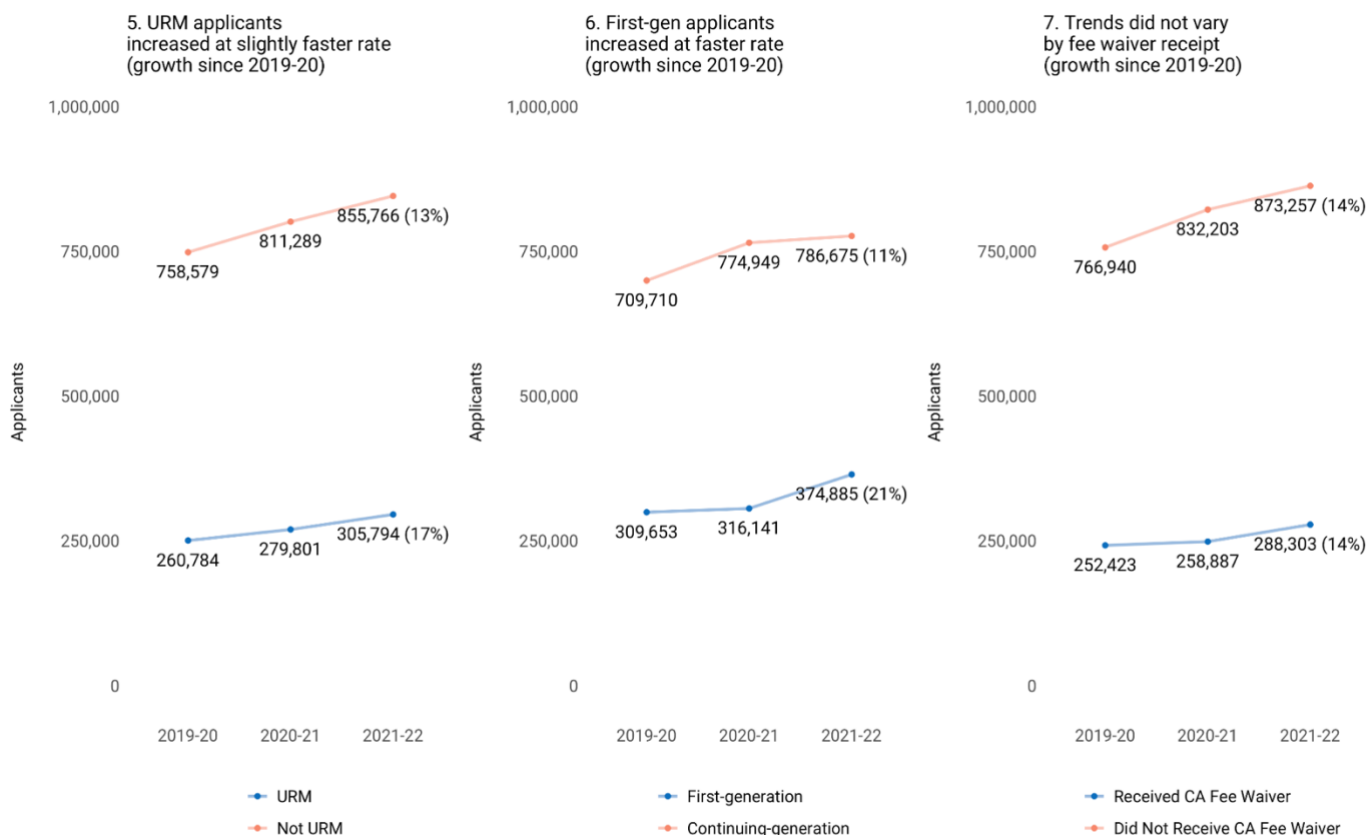 5. URM applicants
increased at slightly faster rate
(growth since 2019-20)
1,000,000
750,000
500,000
250,000
0
Applicants
758,579
811,289
855,766 (13%)
260,784
279,801
305,794 (17%)
2019-20
2020-21
2021-22
URM
Not URM
6. First-gen applicants
increased at faster rate
(growth since 2019-20)
1,000,000
750,000
500,000
250,000
0
Applicants
709,710
774,949
786,675 (11%)
309,653
316,141
374,885 (21%)
2019-20
2020-21
2021-22
First-generation
Continuing-generation
7. Trends did not vary
by fee waiver receipt
(growth since 2019-20)
1,000,000
750,000
500,000
250,000
0
Applicants
766,940
832,203
873,257 (14%)
252,423
258,887
288,303 (14%)
2019-20
2020-21
2021-22
Received CA Fee Waiver
Did Not Receive CA Fee Waiver